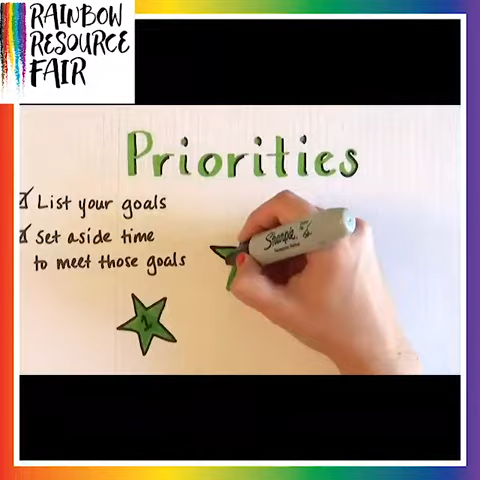 RAINBOW
RESOURCE
FAIR
Priorities
List your goals
Set aside time
to meet those goals
1
Sharpie